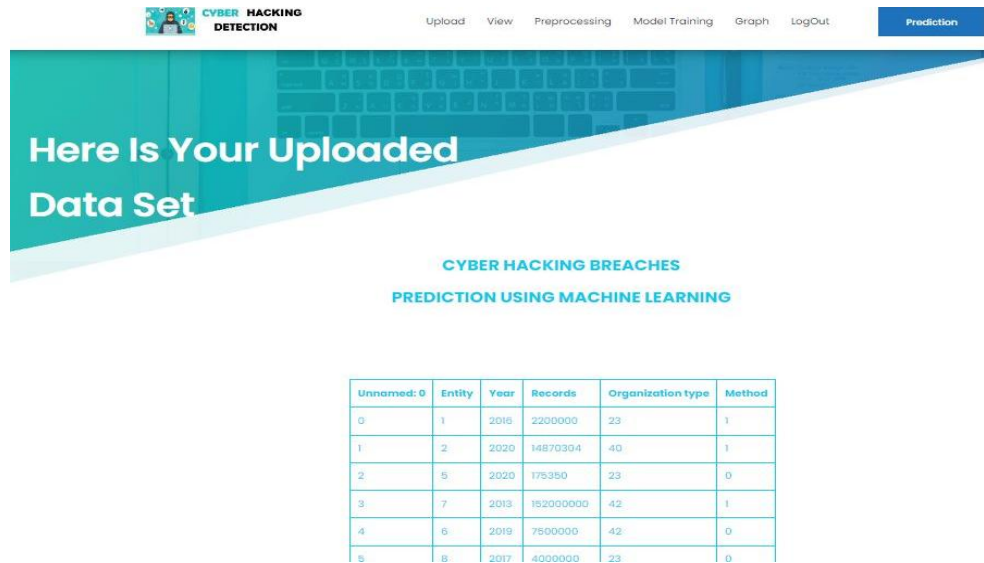 CYBER HACKING
DETECTION
Upload View Preprocessing Model Training Graph LogOut Prediction
Here Is Your Uploaded
Data Set
CYBER HACKING BREACHES
PREDICTION USING MACHINE LEARNING
Unnamed: 0 Entity Year Records Organization type Method
0 1 2016 2200000 23 1
1 2 2020 14870304 40 1
2 5 2020 175350 23 0
3 7 2013 152000000 42 1
4 6 2019 7500000 42 0
5 8 2017 4000000 23 0